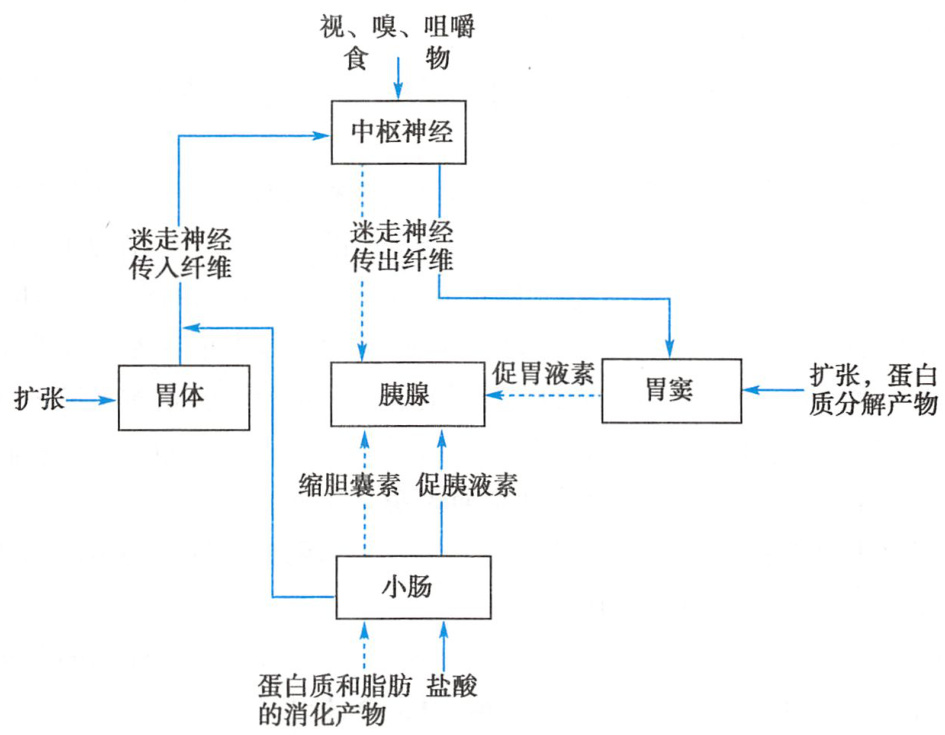 视、嗅、咀嚼
食 物
中枢神经
迷走神经
传入纤维
迷走神经
传出纤维
扩张
胃体
胰腺
促胃液素
胃窦
扩张，蛋白
质分解产物
缩胆囊素
促胰液素
小肠
蛋白质和脂肪
的消化产物
盐酸